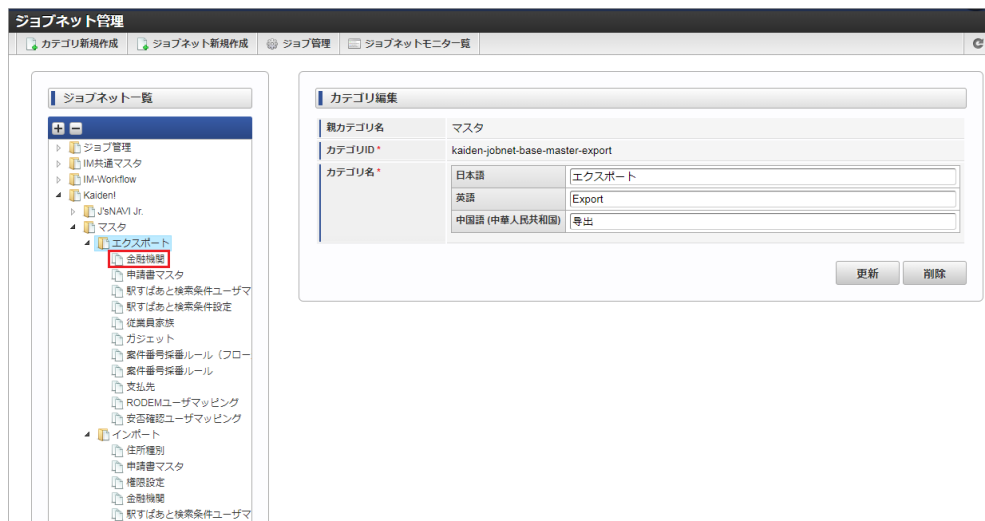 ジョブネット管理
カテゴリ新規作成 ジョブネット新規作成 ジョブ管理 ジョブネットモニタ一覧
ジョブネット一覧
ジョブ管理
IM共通マスタ
IM-Workflow
Kaiden!
J'sNAVI Jr.
マスタ
エクスポート
金融機関
申請書マスタ
駅すぱあと検索条件ユーザマ
駅すぱあと検索条件設定
従業員家族
ガジェット
案件番号採番ルール（フロー
案件番号採番ルール
支払先
RODEMユーザマッピング
安否確認ユーザマッピング
インポート
住所種別
申請書マスタ
権限設定
金融機関
駅すぱあと検索条件ユーザマ
カテゴリ編集
親カテゴリ名 マスタ
カテゴリID * kaiden-jobnet-base-master-export
カテゴリ名 * 日本語 エクスポート
英語 Export
中国語 (中華人民共和国) 导出
更新 削除